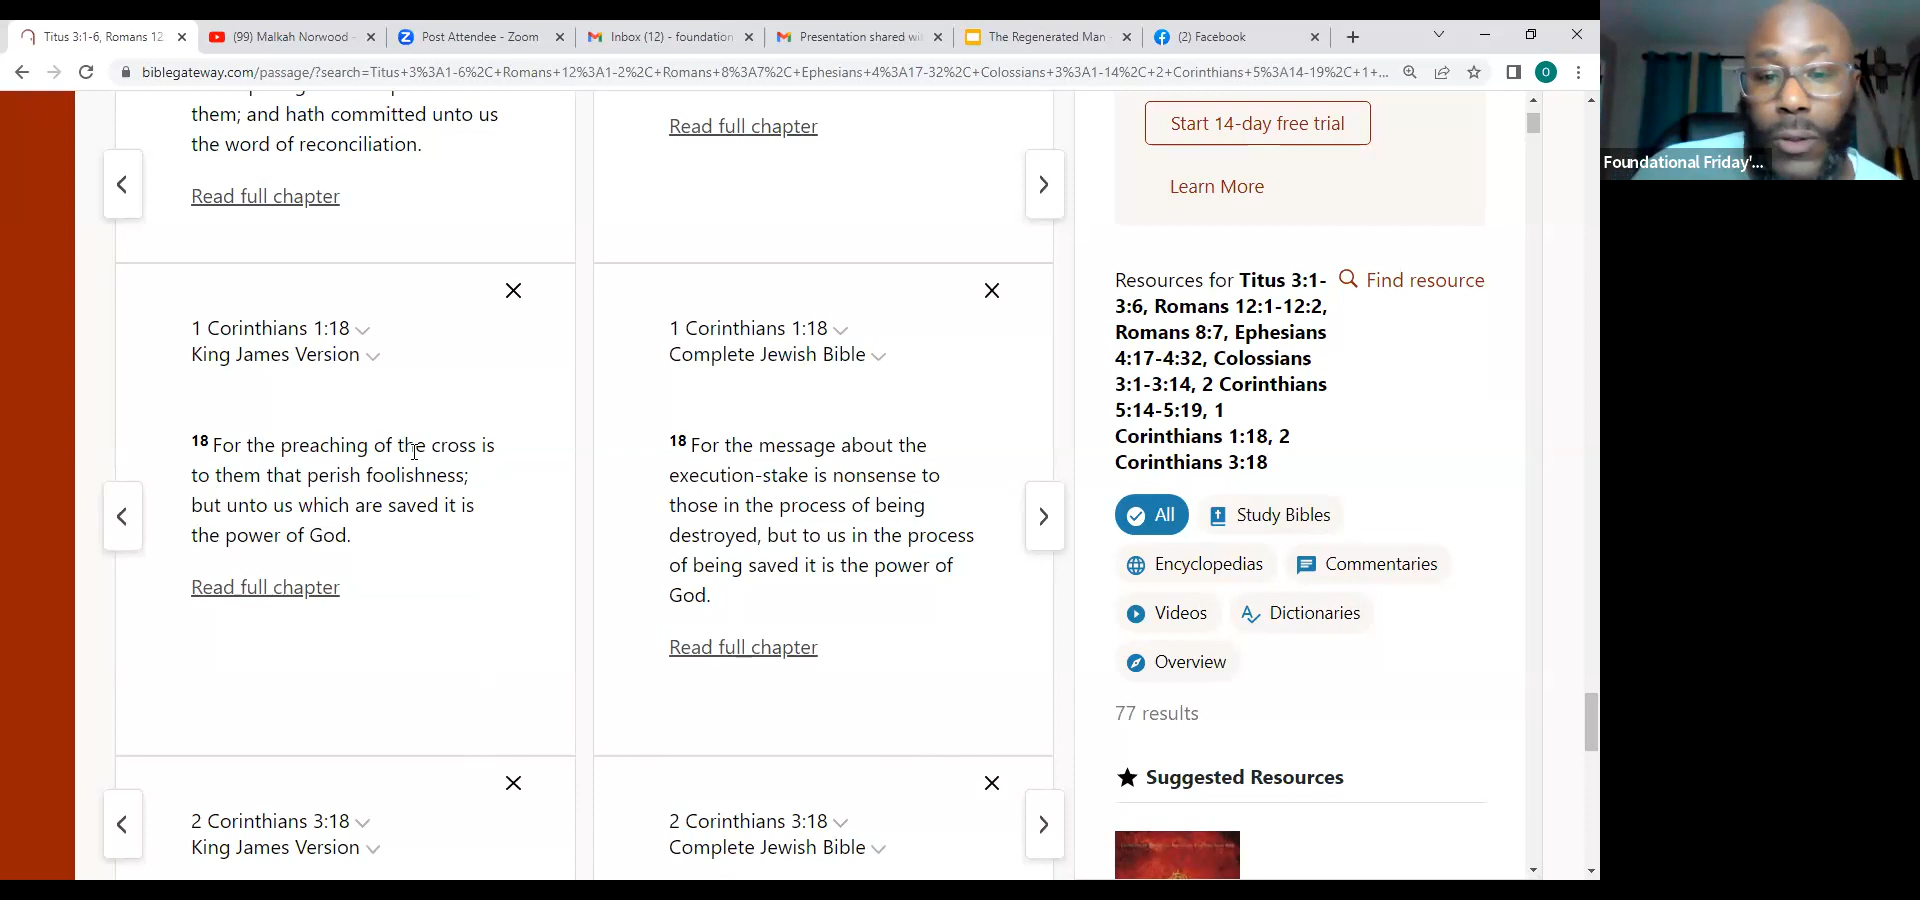 Titus 3:1-6, Romans 12
(99) Malkah Norwood -
Post Attendee - Zoom
Inbox (12) - foundation
Presentation shared wi
The Regenerated Man -
(2) Facebook
biblegateway.com/passage/?search=Titus+3%3A1-6%2C+Romans+12%3A1-2%2C+Romans+8%3A7%2C+Ephesians+4%3A17-32%2C+Colossians+3%3A1-14%2C+2+Corinthians+5%3A14-19%2C+1+...
O
them; and hath committed unto us
the word of reconciliation.
Read full chapter
Read full chapter
1 Corinthians 1:18
King James Version
18 For the preaching of the cross is
to them that perish foolishness;
but unto us which are saved it is
the power of God.
Read full chapter
1 Corinthians 1:18
Complete Jewish Bible
18 For the message about the
execution-stake is nonsense to
those in the process of being
destroyed, but to us in the process
of being saved it is the power of
God.
Read full chapter
2 Corinthians 3:18
King James Version
2 Corinthians 3:18
Complete Jewish Bible
Start 14-day free trial
Learn More
Resources for Titus 3:1-
3:6, Romans 12:1-12:2,
Romans 8:7, Ephesians
4:17-4:32, Colossians
3:1-3:14, 2 Corinthians
5:14-5:19, 1
Corinthians 1:18, 2
Corinthians 3:18
Find resource
All
Study Bibles
Encyclopedias
Commentaries
Videos
Dictionaries
Overview
77 results
Suggested Resources
Foundational Friday'...